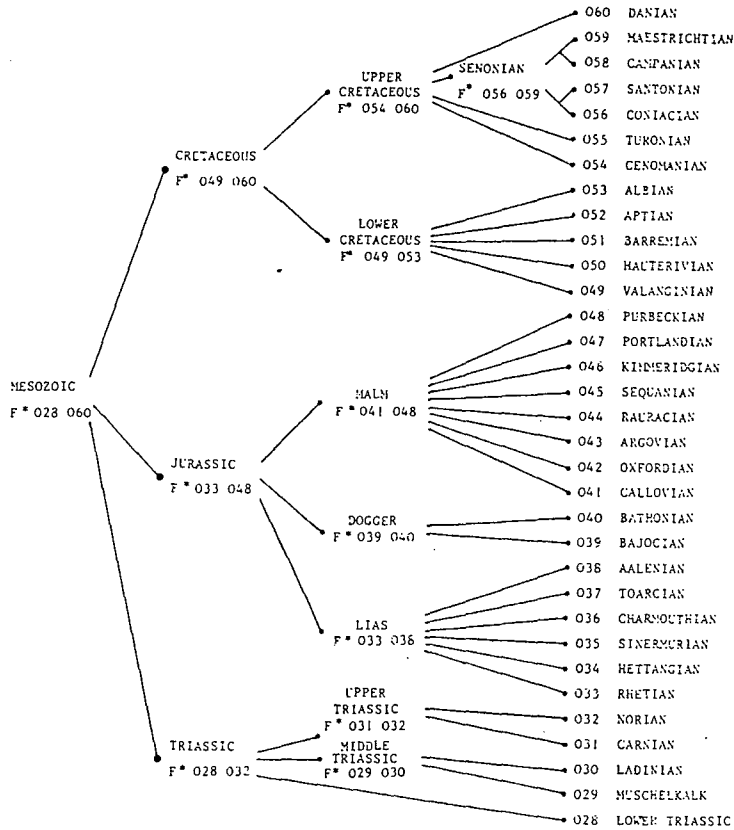 060 DANIAN
059 MAESTRICHTIAN
058 CAMPANIAN
057 SANTONIAN
056 CONIACIAN
055 TURONIAN
054 CENOMANIAN
053 ALBIAN
052 APTIAN
051 BARREMIAN
050 HAUTERIVIAN
049 VALANGINIAN
048 PURBECKIAN
047 PORTLANDIAN
046 KIMMERIDGIAN
045 SEQUANIAN
044 RAURACIAN
043 ARGOVIAN
042 OXFORDIAN
041 CALLOVIAN
040 BATHONIAN
039 BAJOCIAN
038 AALENIAN
037 TOARCIAN
036 CHARMOUTHIAN
035 SINERMURIAN
034 HETTANGIAN
033 RHETIAN
032 NORIAN
031 CARNIAN
030 LADINIAN
029 MUSCHELKALK
028 LOWER TRIASSIC
SENONIAN
F* 056 059
UPPER
CRETACEOUS
F* 054 060
LOWER
CRETACEOUS
F* 049 053
MALM
F* 041 048
DOGGER
F* 039 040
LIAS
F* 033 038
UPPER
TRIASSIC
F* 031 032
MIDDLE
TRIASSIC
F* 029 030
CRETACEOUS
F* 049 060
JURASSIC
F* 033 048
TRIASSIC
F* 028 032
MESOZOIC
F* 028 060